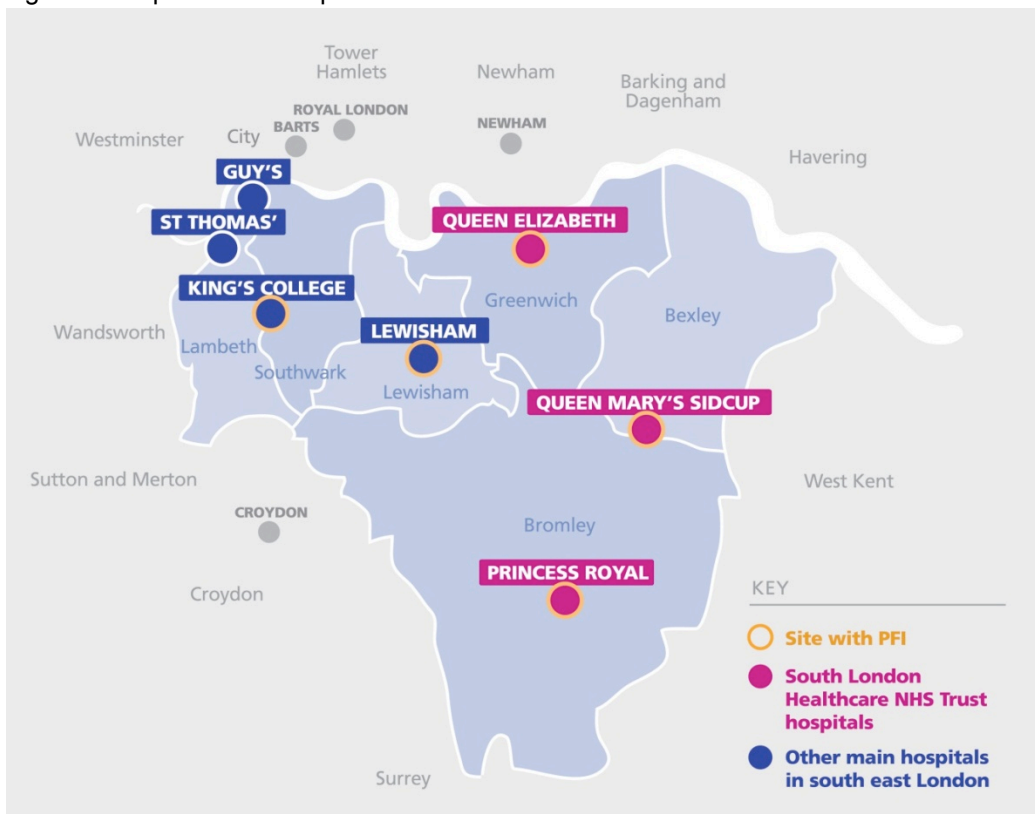 Tower
Hamlets
Newham
Barking and
Dagenham
ROYAL LONDON
Westminster
City
BARTS
NEWHAM
Havering
GUY'S
ST THOMAS'
QUEEN ELIZABETH
KING'S COLLEGE
Greenwich
Bexley
Wandsworth
Lambeth
LEWISHAM
Southwark
Lewisham
QUEEN MARY'S SIDCUP
Sutton and Merton
West Kent
CROYDON
Bromley
PRINCESS ROYAL
Croydon
KEY
Site with PFI
South London
Healthcare NHS Trust
hospitals
Other main hospitals
in south east London
Surrey